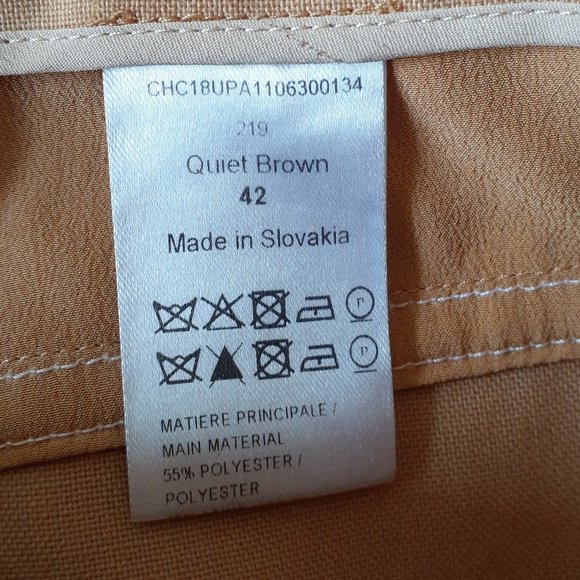 CHC18UPA1106300134
219
Quiet Brown
42
Made in Slovakia
P
P
MATIERE PRINCIPALE /
MAIN MATERIAL
55% POLYESTER /
POLYESTER